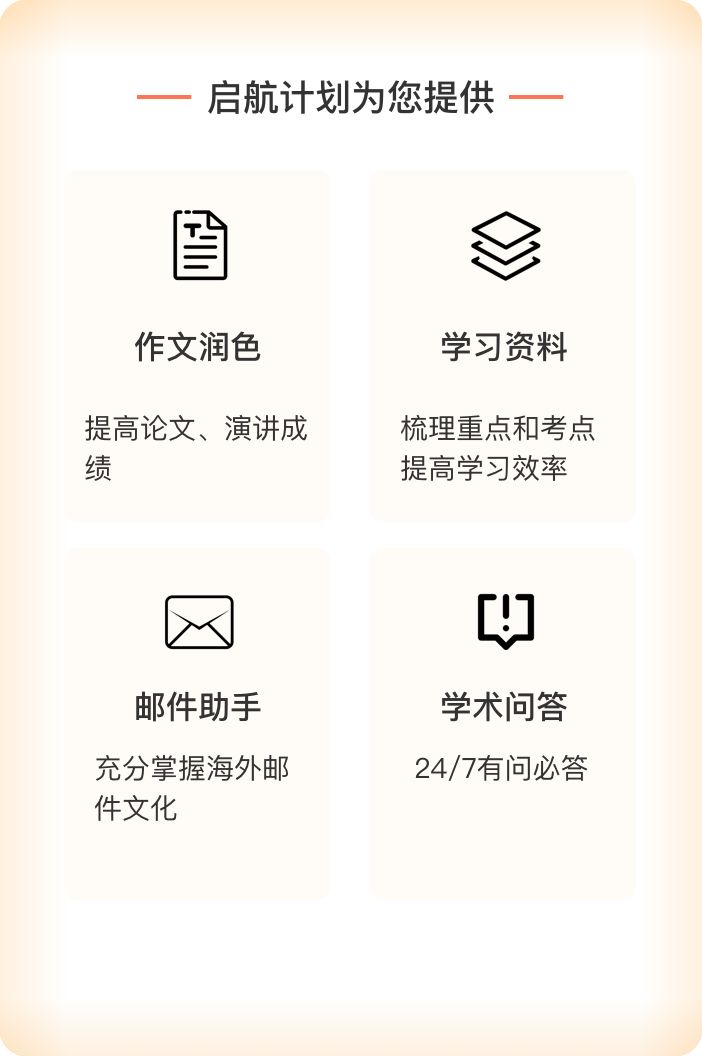 启航计划为您提供
作文润色
提高论文、演讲成
绩
学习资料
梳理重点和考点
提高学习效率
邮件助手
充分掌握海外邮
件文化
学术问答
24/7有问必答